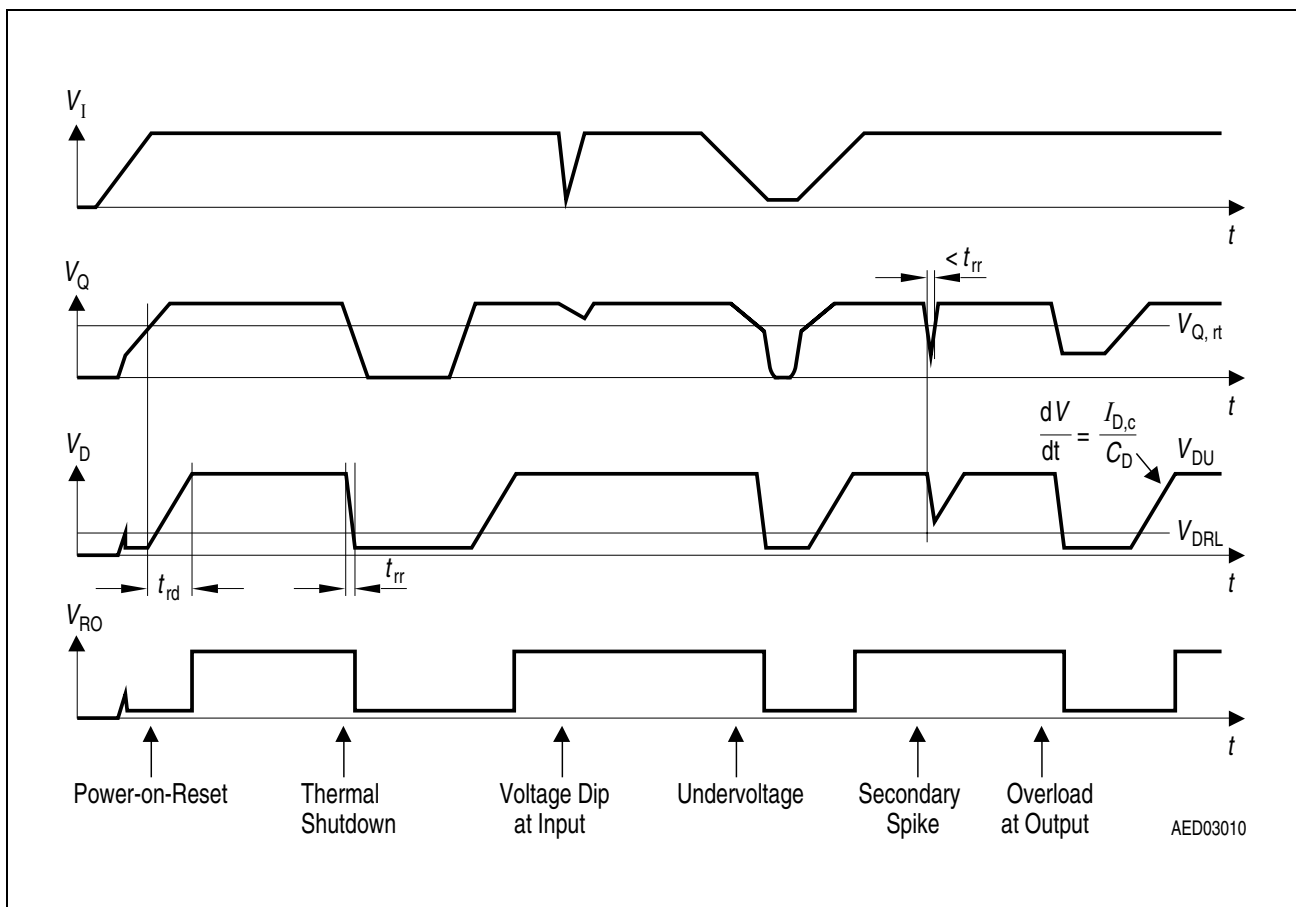 V_I
t
< t_rr
V_Q
V_Q, rt
t
dV/dt = I_D,c/C_D
V_D
V_DU
V_DRL
t_rd
t_rr
t
V_RO
t
Power-on-Reset
Thermal
Shutdown
Voltage Dip
at Input
Undervoltage
Secondary
Spike
Overload
at Output
AED03010